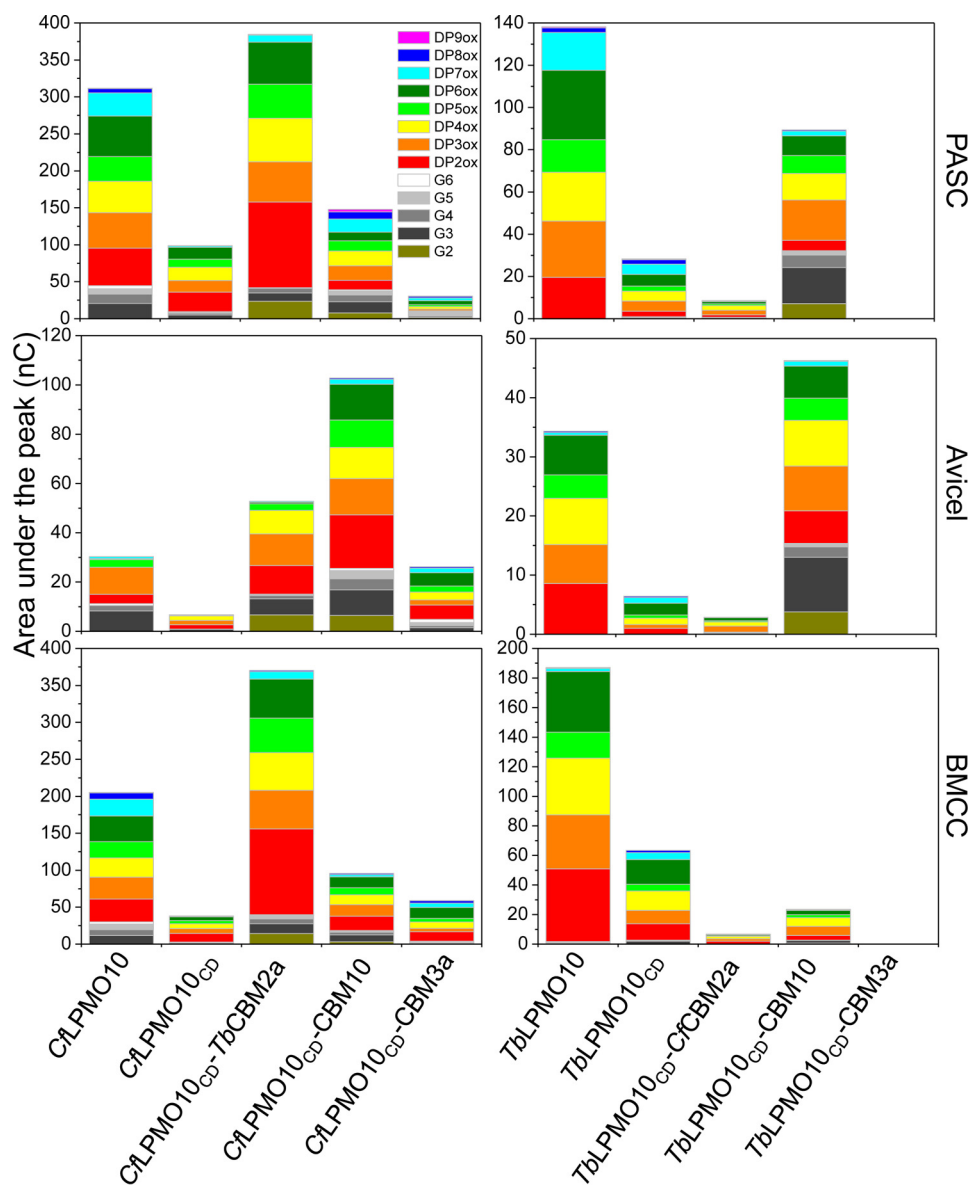 Area under the peak (nC)
400
350
300
250
200
150
100
50
0
DP9ox
DP8ox
DP7ox
DP6ox
DP5ox
DP4ox
DP3ox
DP2ox
G6
G5
G4
G3
G2
140
120
100
80
60
40
20
0
PASC
120
100
80
60
40
20
0
50
40
30
20
10
0
Avicel
400
350
300
250
200
150
100
50
0
200
180
160
140
120
100
80
60
40
20
0
BMCC
CfLPMO10
CfLPMO10CD
CfLPMO10CD-TbCBM2a
CfLPMO10CD-CBM10
CfLPMO10CD-CBM3a
TbLPMO10
TbLPMO10CD
TbLPMO10CD-CfCBM2a
TbLPMO10CD-CBM10
TbLPMO10CD-CBM3a